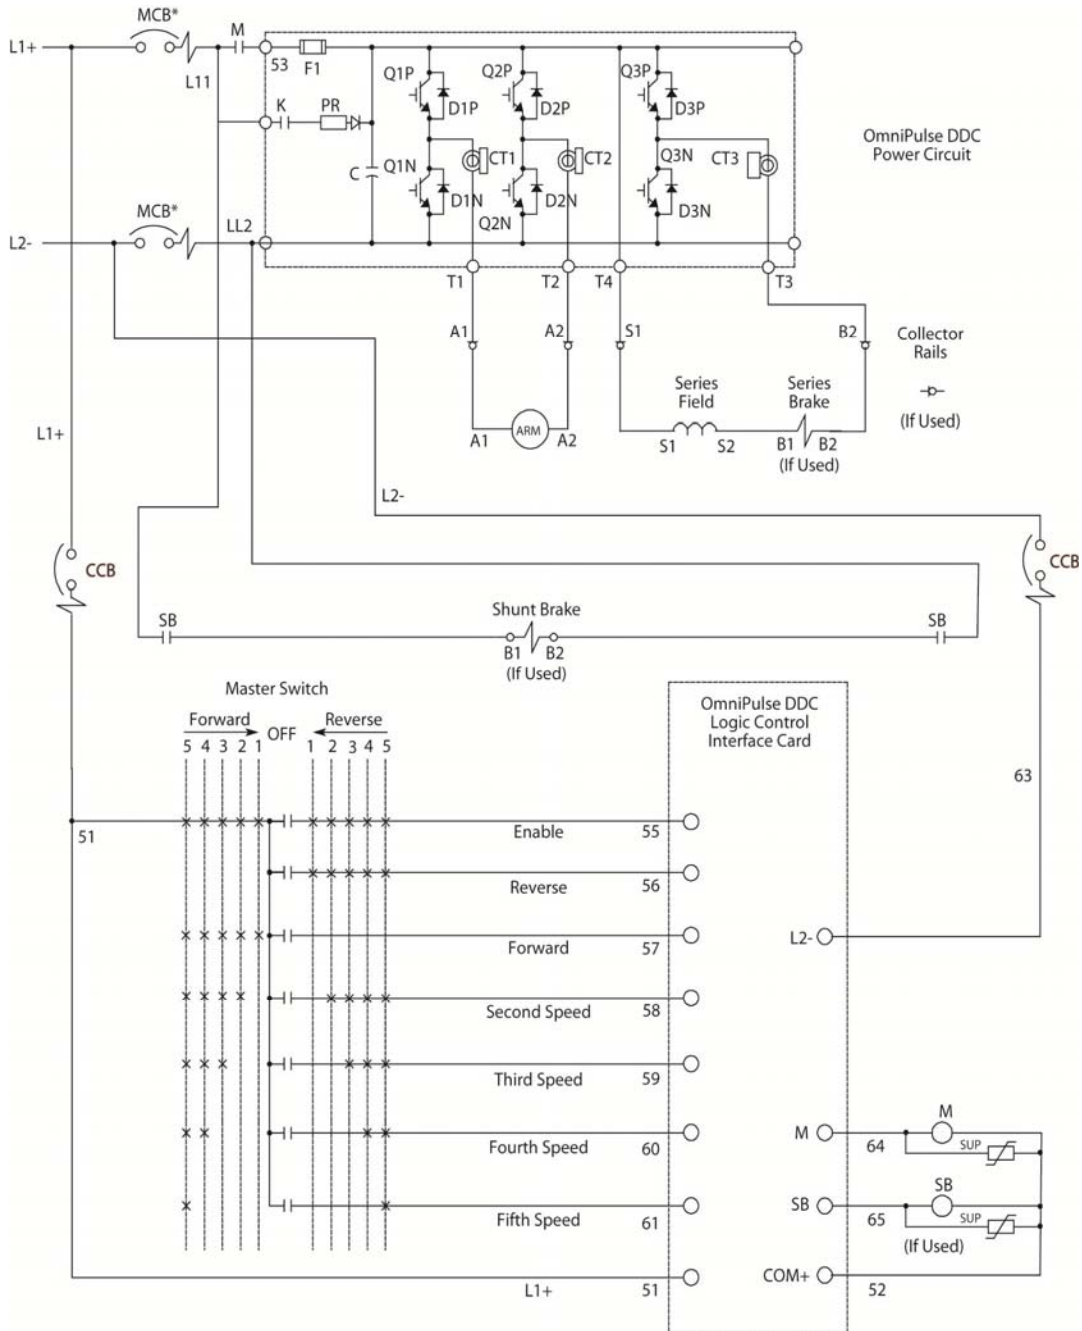 MCB*
M
L1+
53
F1
L11
Q1P
Q2P
Q3P
D1P
D2P
D3P
K
PR
OmniPulse DDC
Power Circuit
C
Q1N
CT1
CT2
Q3N
CT3
D1N
D2N
D3N
Q2N
MCB*
L2-
LL2
T1
T2
T4
T3
A1
A2
S1
B2
Collector
Rails
(If Used)
Series
Field
Series
Brake
ARM
A1
A2
S1
S2
B1
B2
(If Used)
L1+
L2-
CCB
CCB
SB
Shunt Brake
SB
B1
B2
(If Used)
Master Switch
Forward
OFF
Reverse
5 4 3 2 1
1 2 3 4 5
OmniPulse DDC
Logic Control
Interface Card
63
51
Enable
55
Reverse
56
Forward
57
L2-
Second Speed
58
Third Speed
59
Fourth Speed
60
M
64
M
SUP
Fifth Speed
61
SB
65
SB
SUP
(If Used)
L1+
51
COM+
52